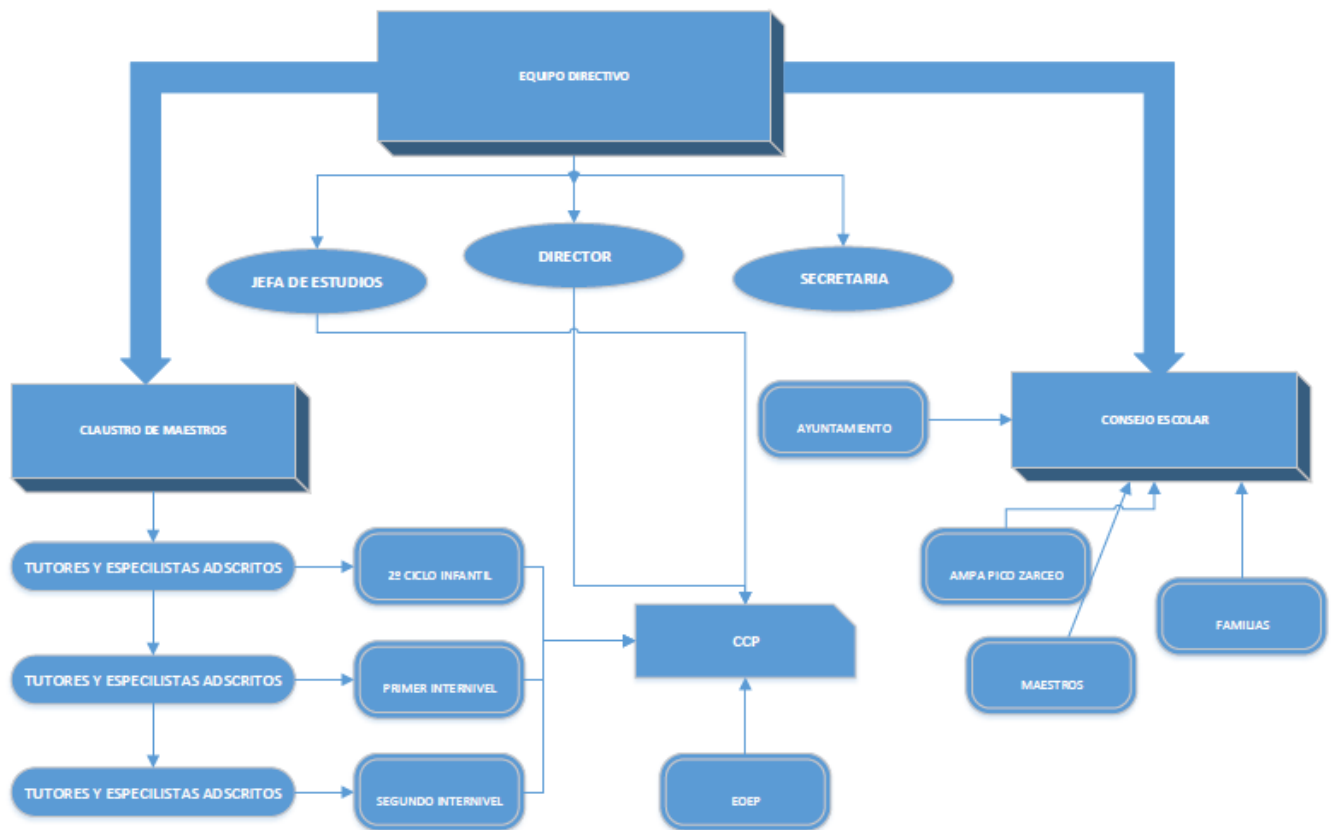 EQUIPO DIRECTIVO
JEFA DE ESTUDIOS
DIRECTOR
SECRETARIA
CLAUSTRO DE MAESTROS
AYUNTAMIENTO
CONSEJO ESCOLAR
TUTORES Y ESPECILISTAS ADSCRITOS
2º CICLO INFANTIL
AMPA PICO ZARCEO
FAMILIAS
CCP
TUTORES Y ESPECILISTAS ADSCRITOS
PRIMER INTERNIVEL
MAESTROS
TUTORES Y ESPECILISTAS ADSCRITOS
SEGUNDO INTERNIVEL
EOEP